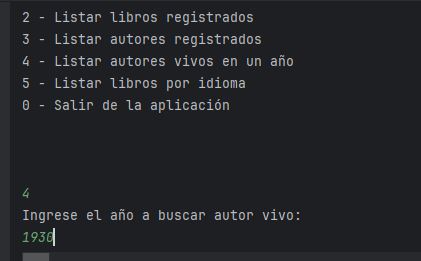 2 - Listar libros registrados
3 - Listar autores registrados
4 - Listar autores vivos en un año
5 - Listar libros por idioma
0 - Salir de la aplicación
4
Ingrese el año a buscar autor vivo:
1930